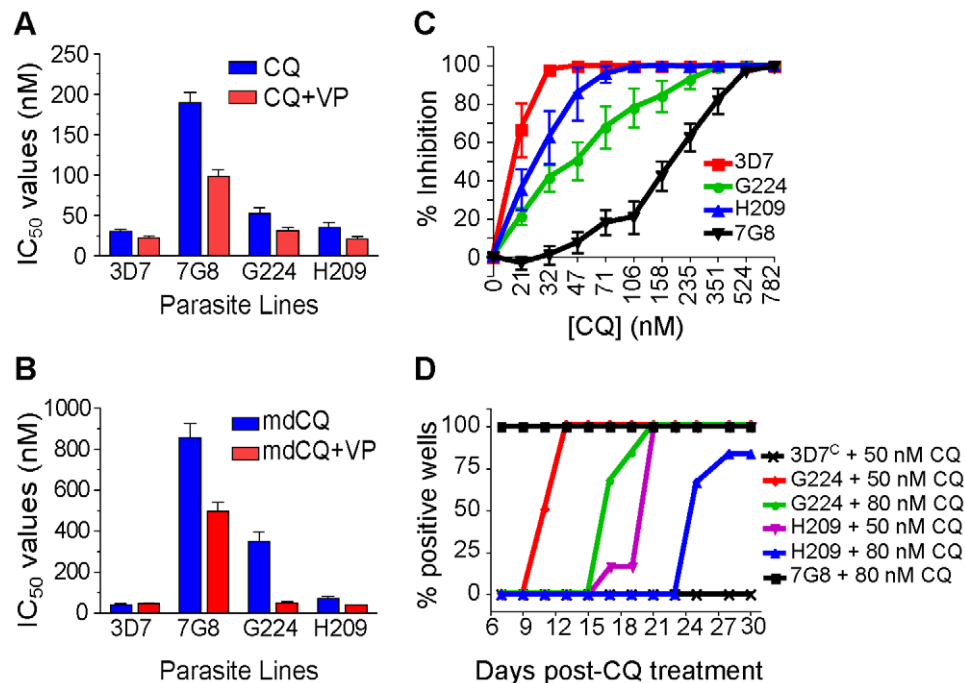 A
IC50 values (nM)
250
200
150
100
50
0
CQ
CQ+VP
3D7 7G8 G224 H209
Parasite Lines
B
IC50 values (nM)
1000
800
600
400
200
0
mdCQ
mdCQ+VP
3D7 7G8 G224 H209
Parasite Lines
C
% Inhibition
100
80
60
40
20
0
3D7
G224
H209
7G8
0 21 32 47 71 106 158 235 351 524 782
[CQ] (nM)
D
% positive wells
100
75
50
25
0
3D7C + 50 nM CQ
G224 + 50 nM CQ
G224 + 80 nM CQ
H209 + 50 nM CQ
H209 + 80 nM CQ
7G8 + 80 nM CQ
6 9 12 15 18 21 24 27 30
Days post-CQ treatment